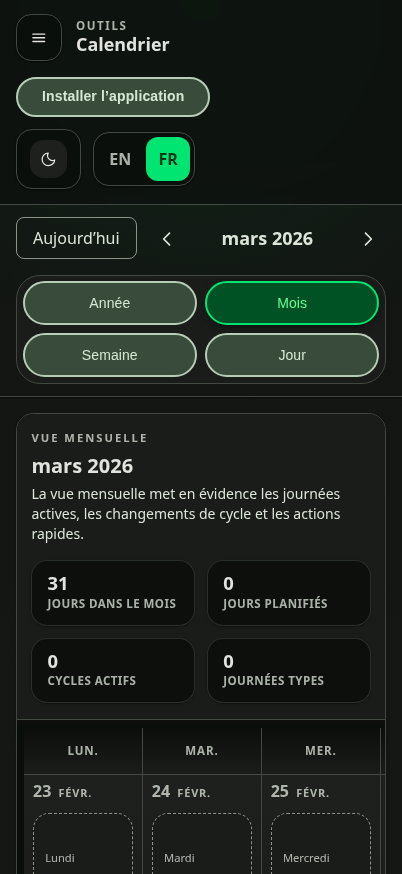 OUTILS
Calendrier
Installer l’application
EN FR
Aujourd’hui mars 2026
Année Mois
Semaine Jour
VUE MENSUELLE
mars 2026
La vue mensuelle met en évidence les journées
actives, les changements de cycle et les actions
rapides.
31 0
JOURS DANS LE MOIS JOURS PLANIFIÉS
0 0
CYCLES ACTIFS JOURNÉES TYPES
LUN. MAR. MER.
23 FÉVR. 24 FÉVR. 25 FÉVR.
Lundi Mardi Mercredi